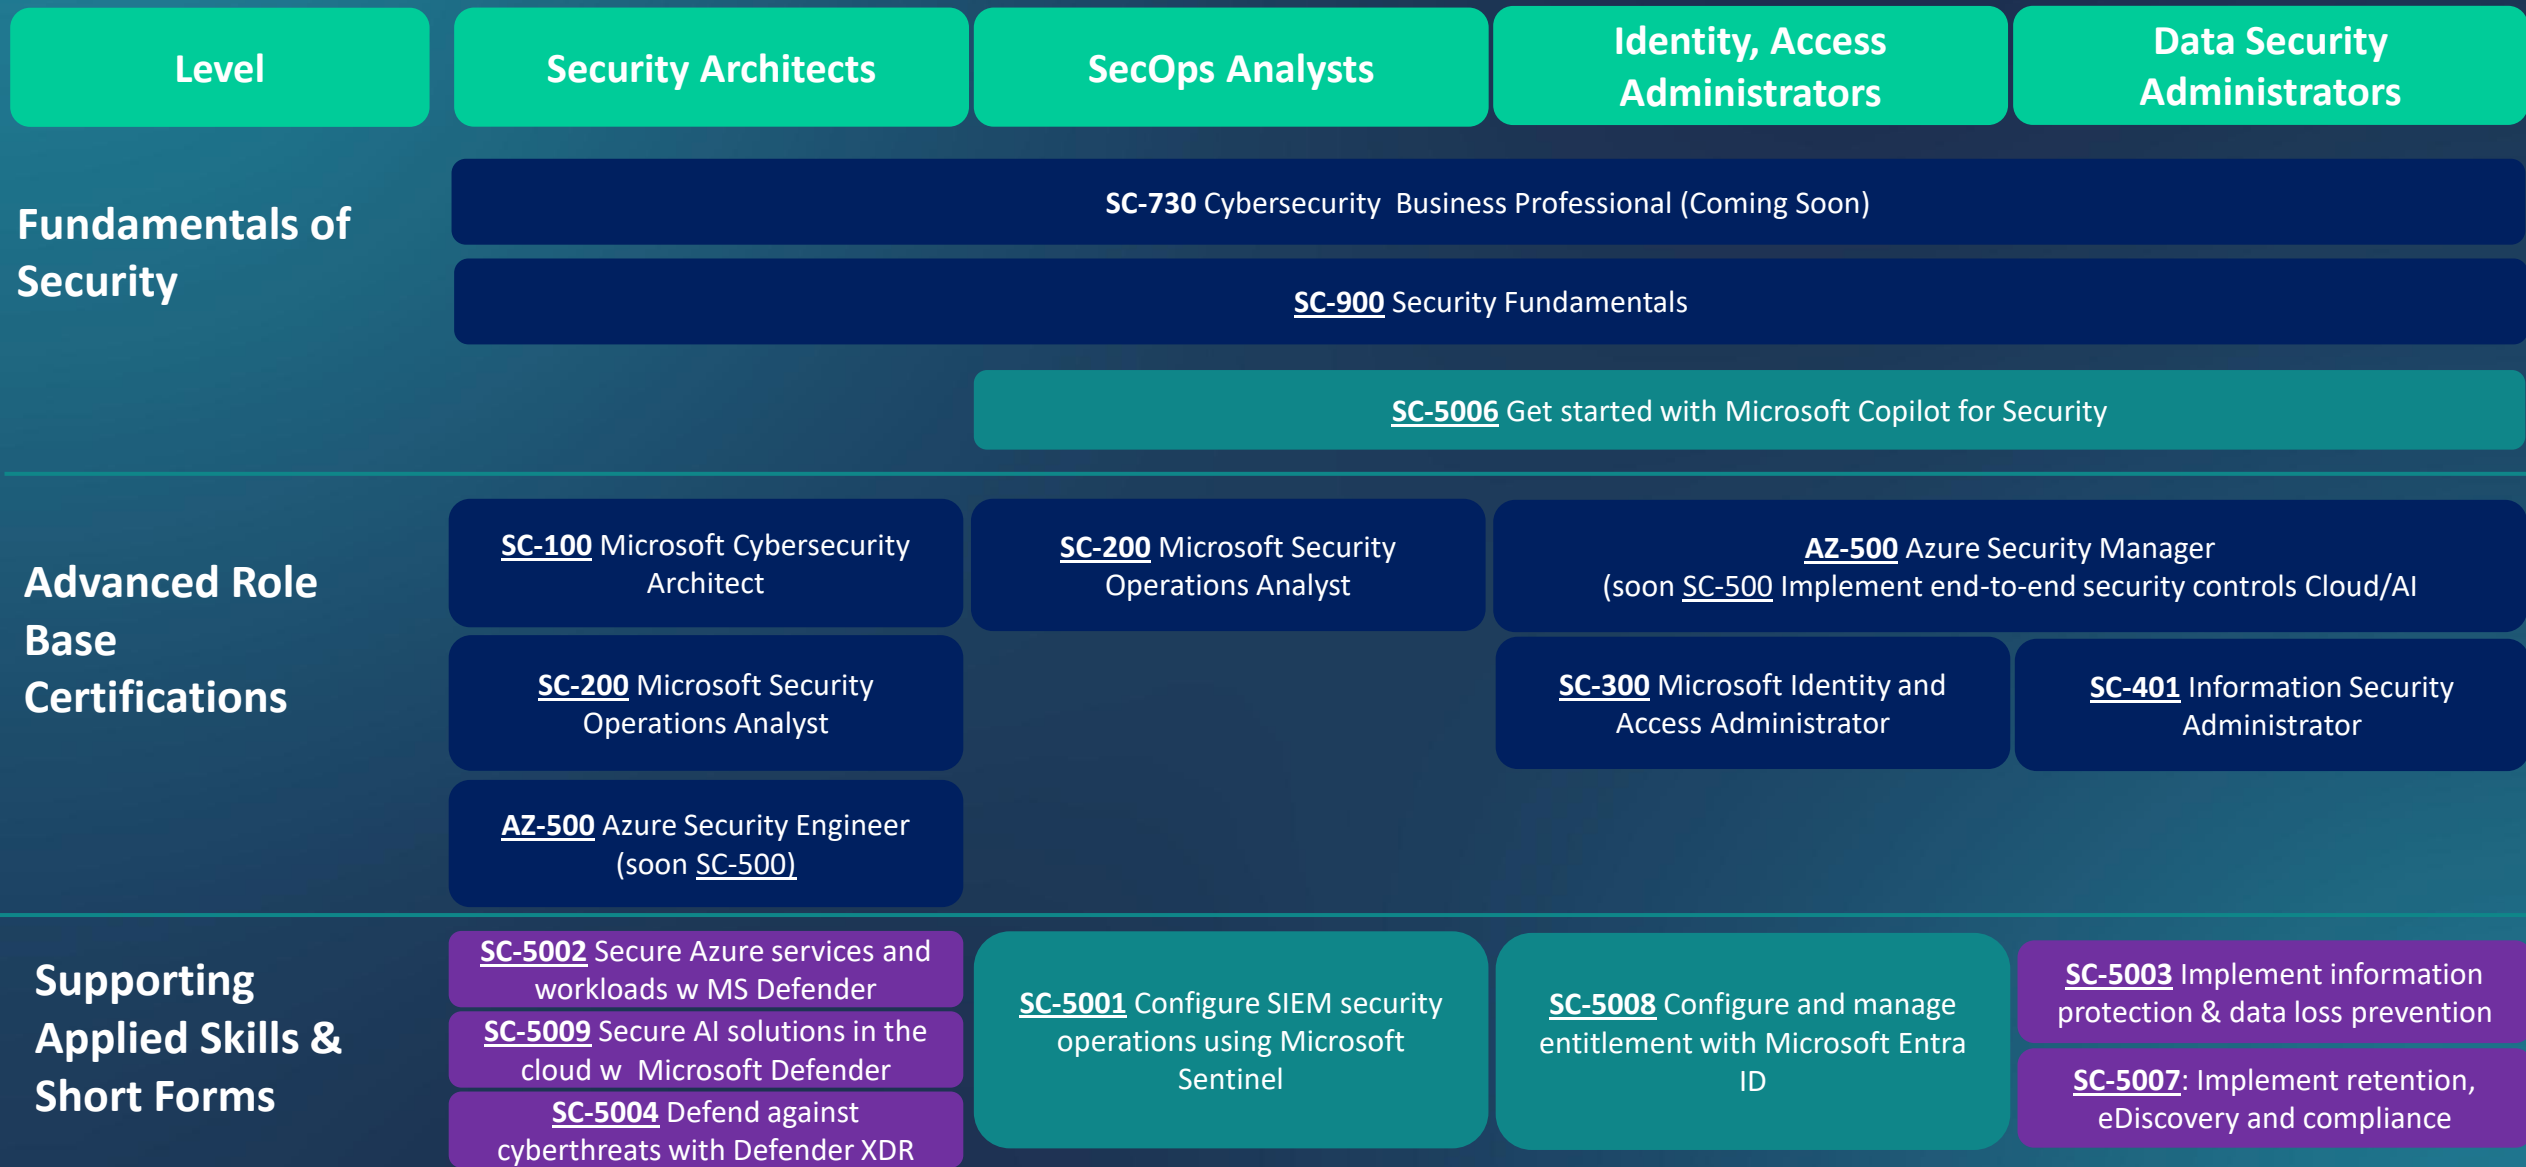 Level
Security Architects
SecOps Analysts
Identity, Access
Administrators
Data Security
Administrators
Fundamentals of
Security
SC-730 Cybersecurity  Business Professional (Coming Soon)
SC-900 Security Fundamentals
SC-5006 Get started with Microsoft Copilot for Security
Advanced Role
Base
Certifications
SC-100 Microsoft Cybersecurity
Architect
SC-200 Microsoft Security
Operations Analyst
AZ-500 Azure Security Engineer
(soon SC-500)
SC-200 Microsoft Security
Operations Analyst
AZ-500 Azure Security Manager
(soon SC-500 Implement end-to-end security controls Cloud/AI
SC-300 Microsoft Identity and
Access Administrator
SC-401 Information Security
Administrator
Supporting
Applied Skills &
Short Forms
SC-5002 Secure Azure services and
workloads w MS Defender
SC-5009 Secure AI solutions in the
cloud w  Microsoft Defender
SC-5004 Defend against
cyberthreats with Defender XDR
SC-5001 Configure SIEM security
operations using Microsoft
Sentinel
SC-5008 Configure and manage
entitlement with Microsoft Entra
ID
SC-5003 Implement information
protection & data loss prevention
SC-5007: Implement retention,
eDiscovery and compliance